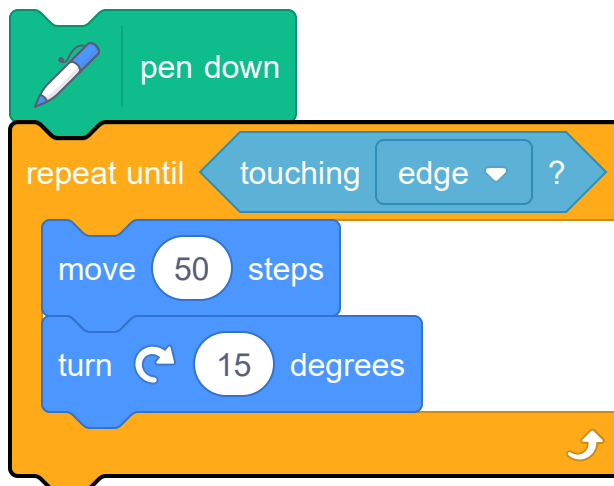 pen down
repeat until touching edge ?
move 50 steps
turn 15 degrees